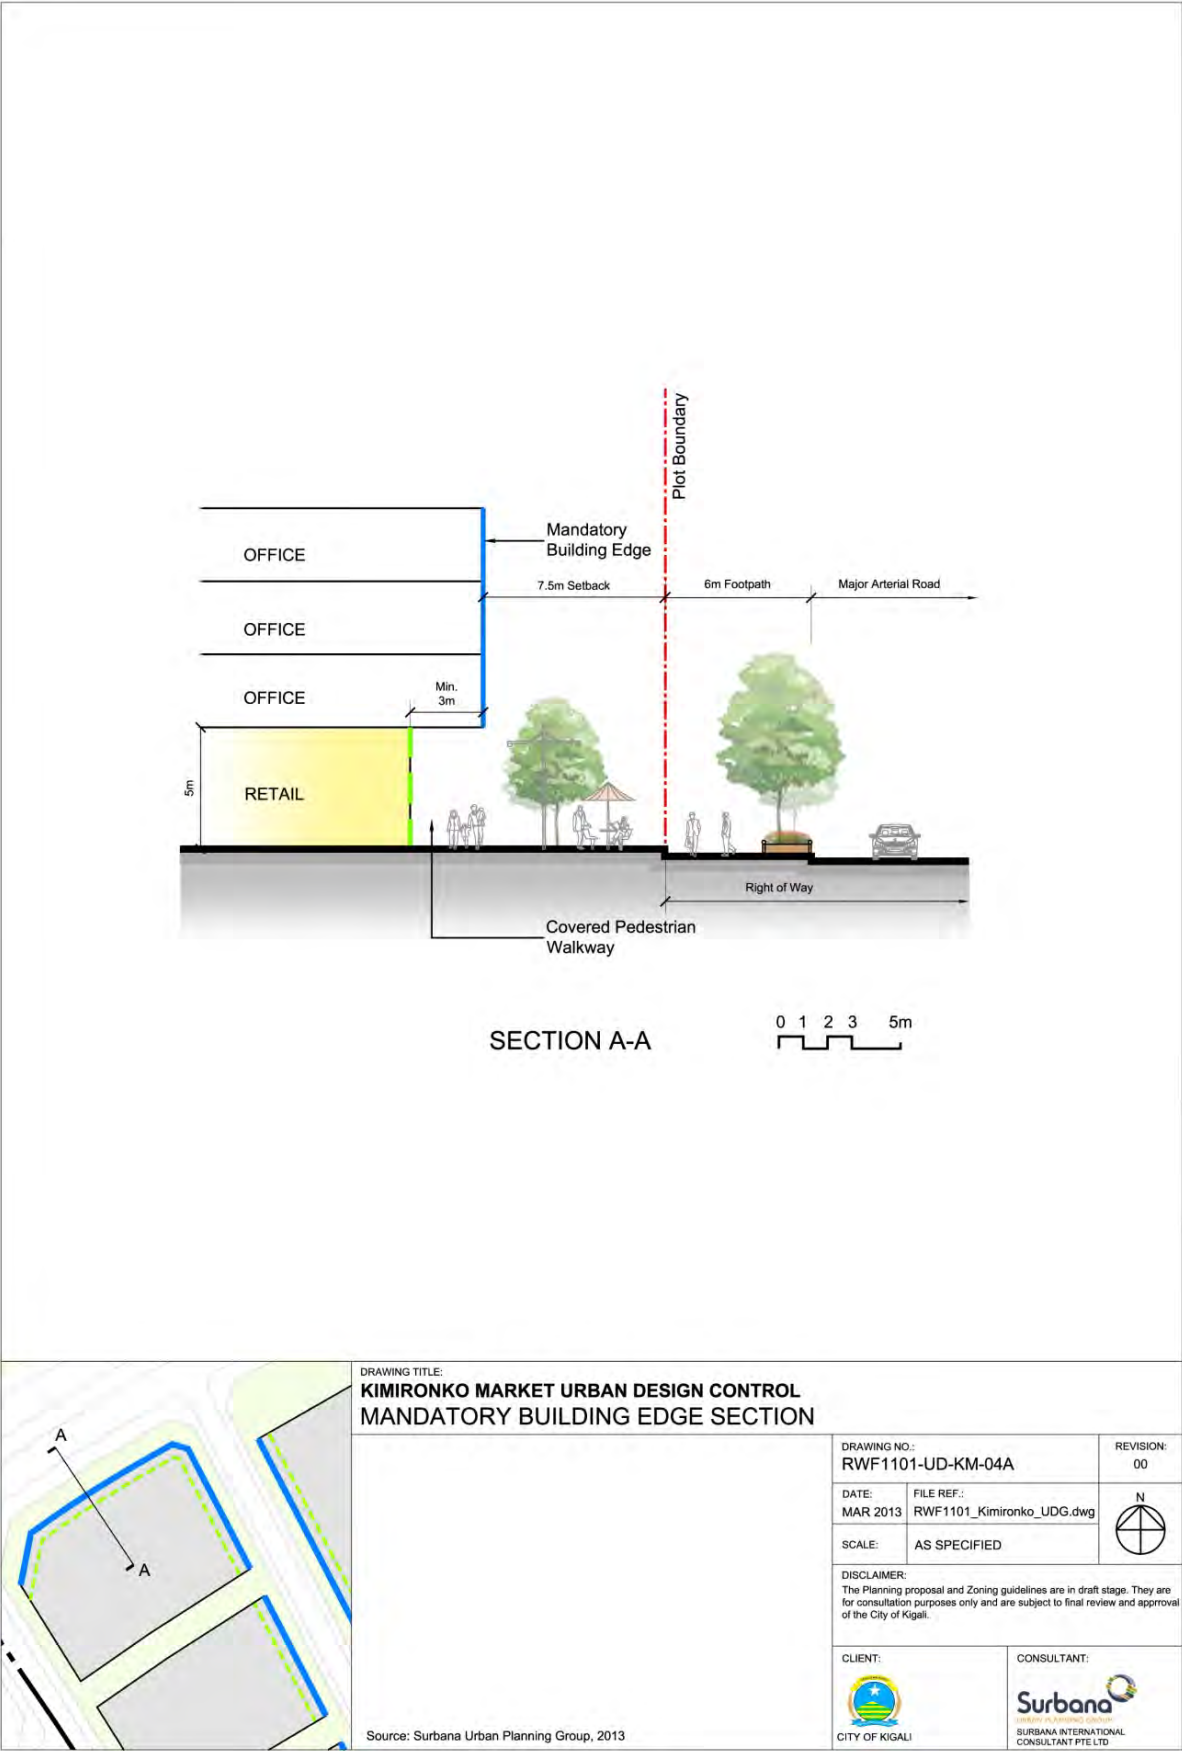 Plot Boundary
Mandatory
Building Edge
OFFICE
7.5m Setback
6m Footpath
Major Arterial Road
OFFICE
OFFICE
Min.
3m
5m
RETAIL
Right of Way
Covered Pedestrian
Walkway
SECTION A-A
0 1 2 3 5m
A
A
DRAWING TITLE:
KIMIRONKO MARKET URBAN DESIGN CONTROL
MANDATORY BUILDING EDGE SECTION
DRAWING NO.:
RWF1101-UD-KM-04A
REVISION:
00
DATE:
MAR 2013
FILE REF.:
RWF1101_Kimironko_UDG.dwg
N
SCALE:
AS SPECIFIED
DISCLAIMER:
The Planning proposal and Zoning guidelines are in draft stage. They are
for consultation purposes only and are subject to final review and apprroval
of the City of Kigali.
CLIENT:
CITY OF KIGALI
CONSULTANT:
Surbana
URBAN PLANNING GROUP
SURBANA INTERNATIONAL
CONSULTANT PTE LTD
Source: Surbana Urban Planning Group, 2013